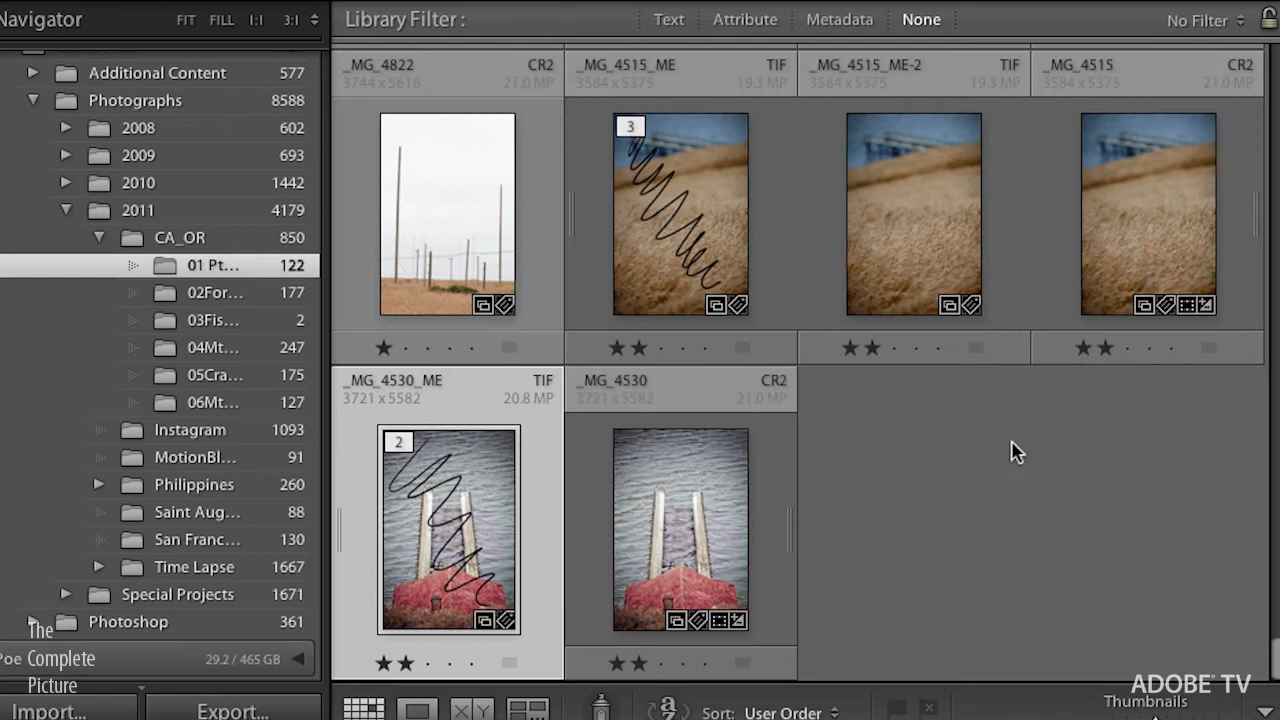 Navigator FIT FILL 1:1 3:1
Library Filter : Text Attribute Metadata None No Filter
Additional Content 577
Photographs 8588
2008 602
2009 693
2010 1442
2011 4179
CA_OR 850
01 Pt... 122
02For... 177
03Fis... 2
04Mt... 247
05Cra... 175
06Mt... 127
Instagram 1093
MotionBl... 91
Philippines 260
Saint Aug... 88
San Franc... 130
Time Lapse 1667
Special Projects 1671
Photoshop 361
Poe 29.2 / 465 GB
The
Complete
Picture
Import... Export...
_MG_4822 CR2
3744 x 5616 21.0 MP
_MG_4515_ME TIF
3584 x 5375 19.3 MP
3
_MG_4515_ME-2 TIF
3584 x 5375 19.3 MP
_MG_4515 CR2
3584 x 5375 21.0 MP
_MG_4530_ME TIF
3721 x 5582 20.8 MP
2
_MG_4530 CR2
3721 x 5582 21.0 MP
XY
Sort: User Order
Thumbnails
ADOBE® TV